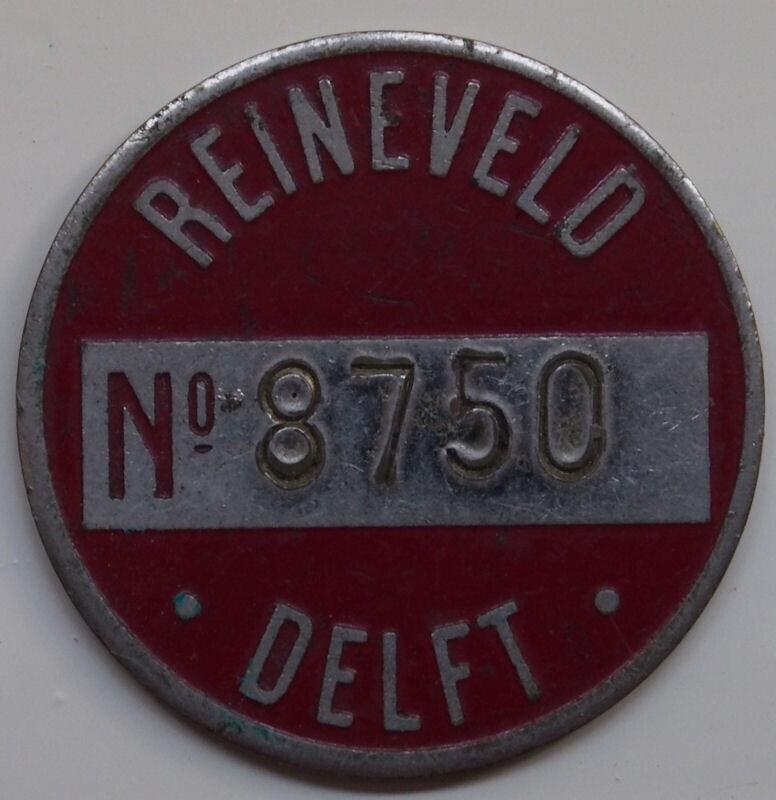 REINEVELD
Nº 8750
• DELFT •